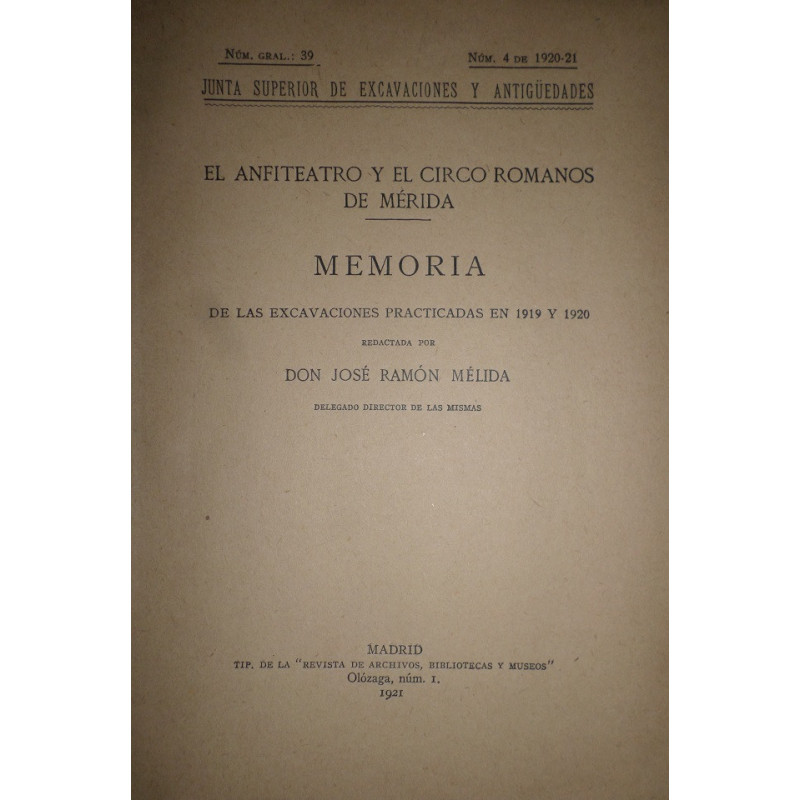 NÚM. GRAL.: 39 NÚM. 4 DE 1920-21
JUNTA SUPERIOR DE EXCAVACIONES Y ANTIGÜEDADES
EL ANFITEATRO Y EL CIRCO ROMANOS
DE MÉRIDA
MEMORIA
DE LAS EXCAVACIONES PRACTICADAS EN 1919 Y 1920
REDACTADA POR
DON JOSÉ RAMÓN MÉLIDA
DELEGADO DIRECTOR DE LAS MISMAS
MADRID
TIP. DE LA "REVISTA DE ARCHIVOS, BIBLIOTECAS Y MUSEOS"
Olózaga, núm. 1.
1921